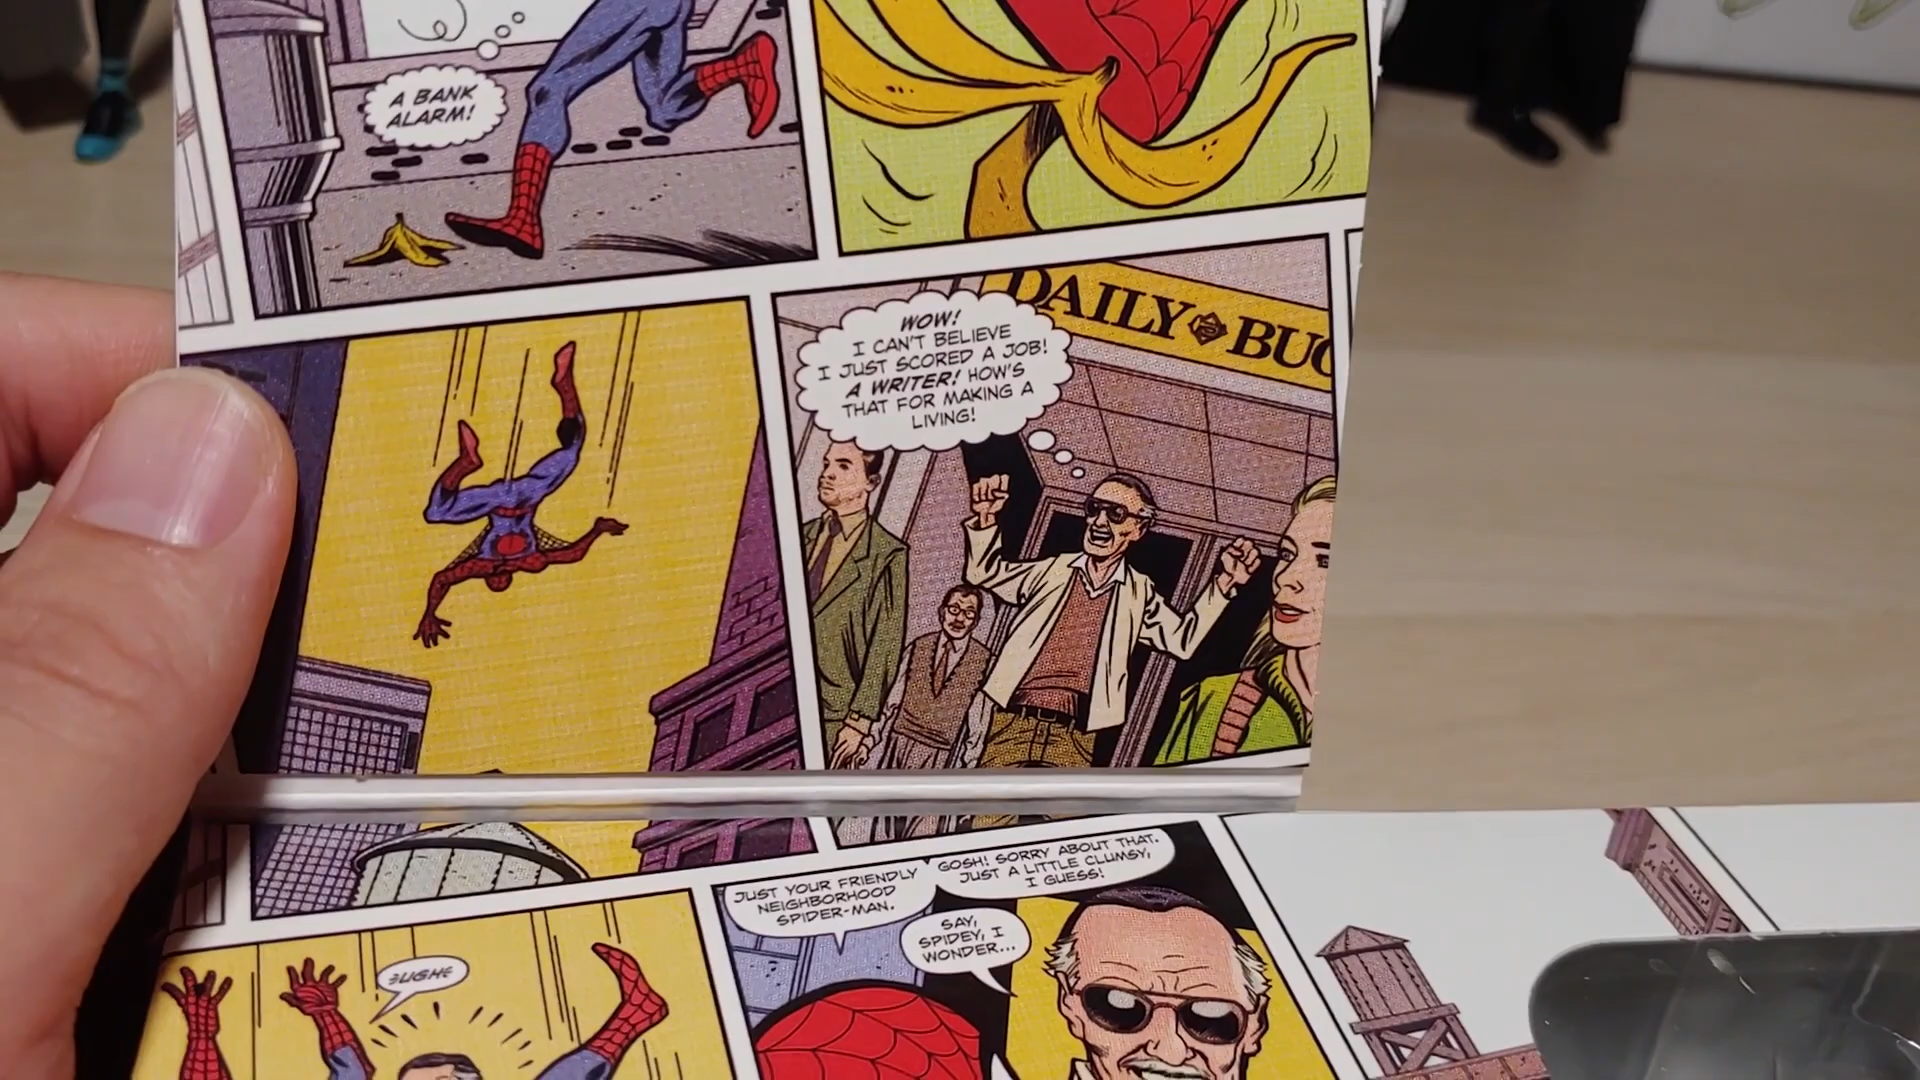 A BANK
ALARM!
DAILY BUG
WOW!
I CAN'T BELIEVE
I JUST SCORED A JOB!
A WRITER! HOW'S
THAT FOR MAKING A
LIVING!
JUST YOUR FRIENDLY
NEIGHBORHOOD
SPIDER-MAN.
GOSH! SORRY ABOUT THAT.
JUST A LITTLE CLUMSY,
I GUESS!
SAY,
SPIDEY, I
WONDER...